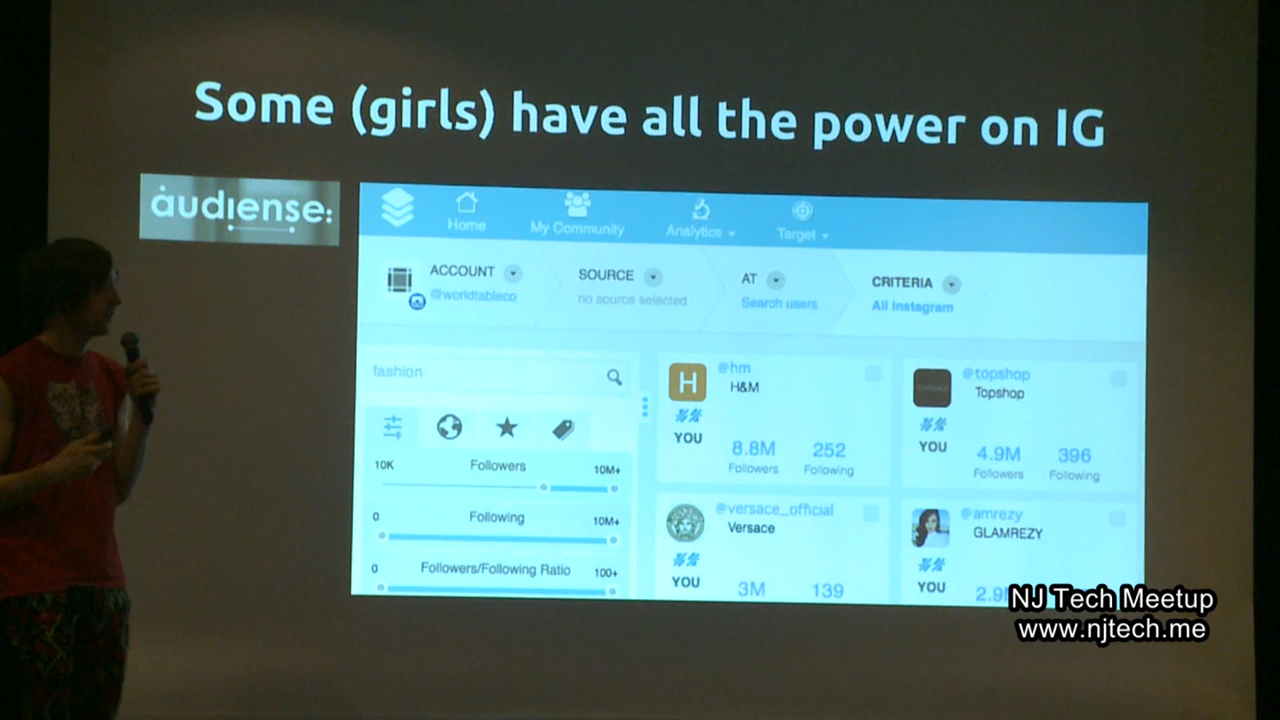 Some (girls) have all the power on IG
audiense:
Home
My Community
Analytics
Target
ACCOUNT
@worldtableco
SOURCE
no source selected
AT
Search users
CRITERIA
All Instagram
fashion
10K Followers 10M+
0 Following 10M+
0 Followers/Following Ratio 100+
H
@hm
H&M
YOU
8.8M 252
Followers Following
@topshop
Topshop
YOU
4.9M 396
Followers Following
@versace_official
Versace
YOU
3M 139
@amrezy
GLAMREZY
YOU
NJ Tech Meetup
www.njtech.me